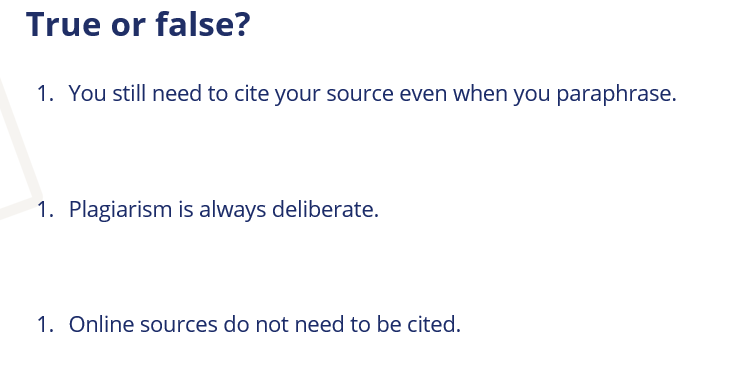 True or false?
1. You still need to cite your source even when you paraphrase.
1. Plagiarism is always deliberate.
1. Online sources do not need to be cited.